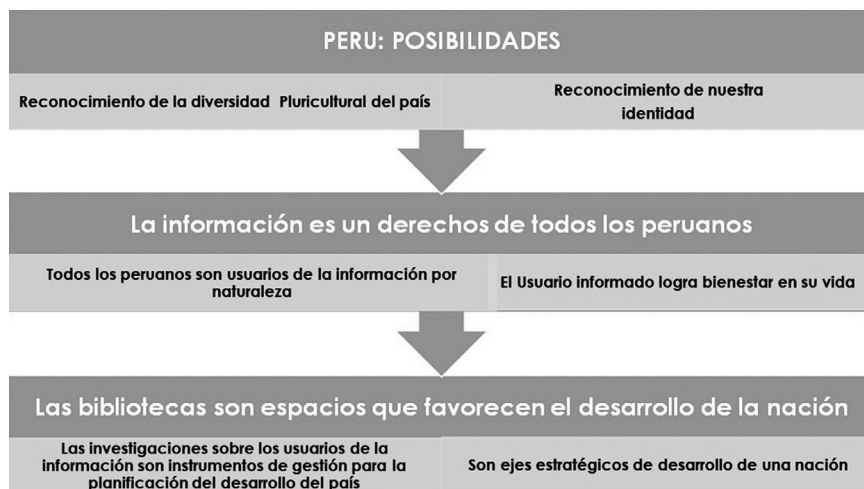 PERU: POSIBILIDADES
Reconocimiento de la diversidad Pluricultural del país
Reconocimiento de nuestra
identidad
La información es un derechos de todos los peruanos
Todos los peruanos son usuarios de la información por
naturaleza
El Usuario informado logra bienestar en su vida
Las bibliotecas son espacios que favorecen el desarrollo de la nación
Las investigaciones sobre los usuarios de la
información son instrumentos de gestión para la
planificación del desarrollo del país
Son ejes estratégicos de desarrollo de una nación